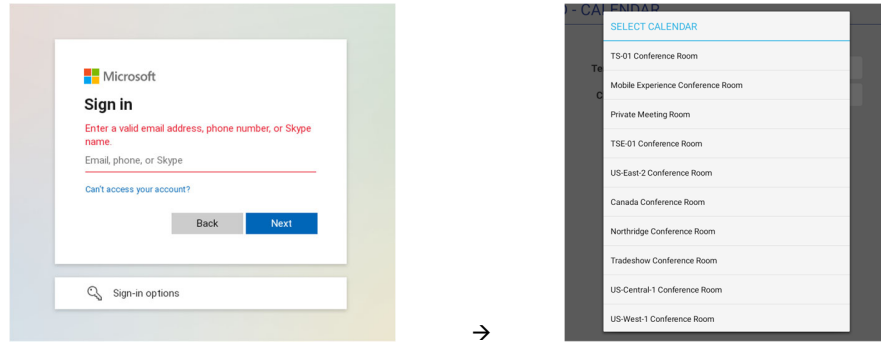 Microsoft
Sign in
Enter a valid email address, phone number, or Skype
name.
Email, phone, or Skype
Can't access your account?
Back
Next
Sign-in options
→
- CALENDAR
SELECT CALENDAR
TS-01 Conference Room
Te
Mobile Experience Conference Room
C
Private Meeting Room
TSE-01 Conference Room
US-East-2 Conference Room
Canada Conference Room
Northridge Conference Room
Tradeshow Conference Room
US-Central-1 Conference Room
US-West-1 Conference Room